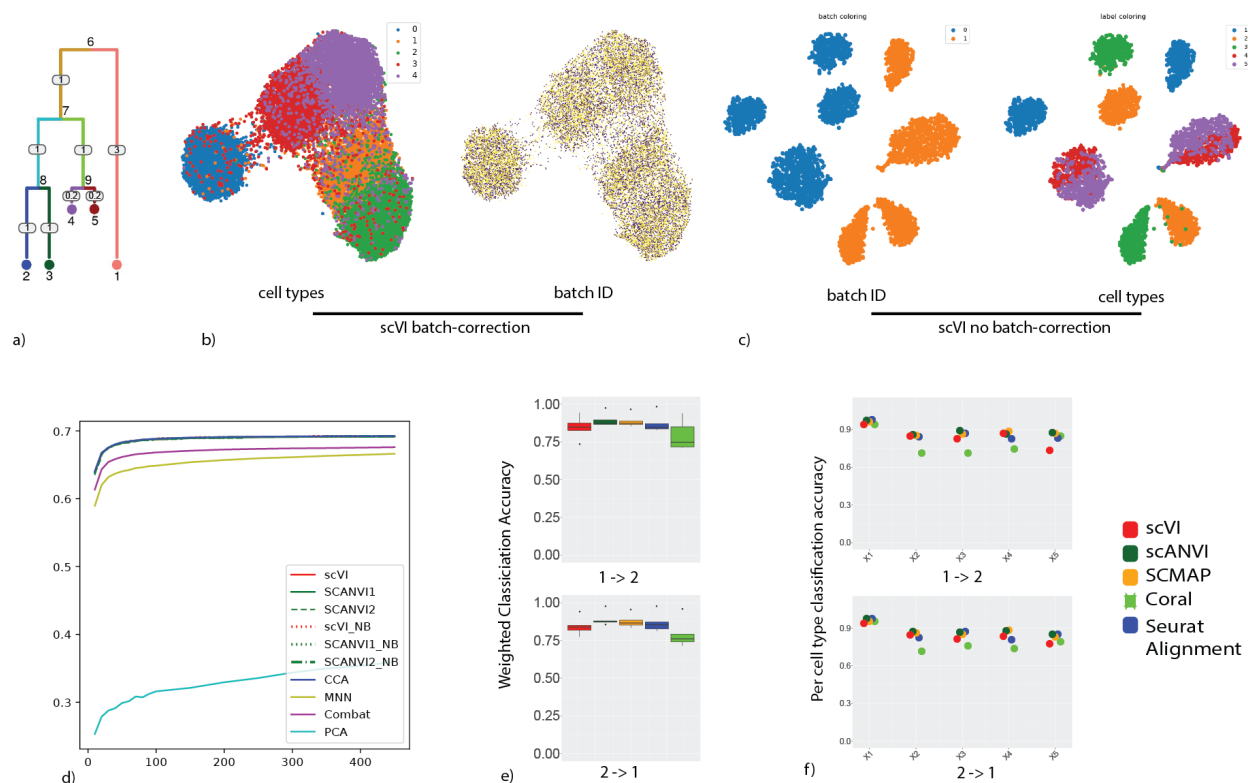 6
1
7
1
1
3
8
9
0.2
0.2
4
5
1
1
2
3
1
a)
0
1
2
3
4
cell types
batch ID
scVI batch-correction
b)
batch coloring
0
1
label coloring
1
2
3
4
5
batch ID
cell types
scVI no batch-correction
c)
0.7
0.6
0.5
0.4
0.3
0
100
200
300
400
scVI
SCANVI1
SCANVI2
scVI_NB
SCANVI1_NB
SCANVI2_NB
CCA
MNN
Combat
PCA
d)
Weighted Classiciation Accuracy
1.00
0.75
0.50
0.25
0.00
1 -> 2
1.00
0.75
0.50
0.25
0.00
2 -> 1
e)
Per cell type classification accuracy
0.9
0.6
0.3
0.0
X1
X2
X3
X4
X5
1 -> 2
0.9
0.6
0.3
0.0
X1
X2
X3
X4
X5
2 -> 1
f)
scVI
scANVI
SCMAP
Coral
Seurat
Alignment